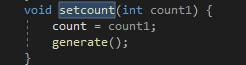 void setcount(int count1) {
count = count1;
generate();
}